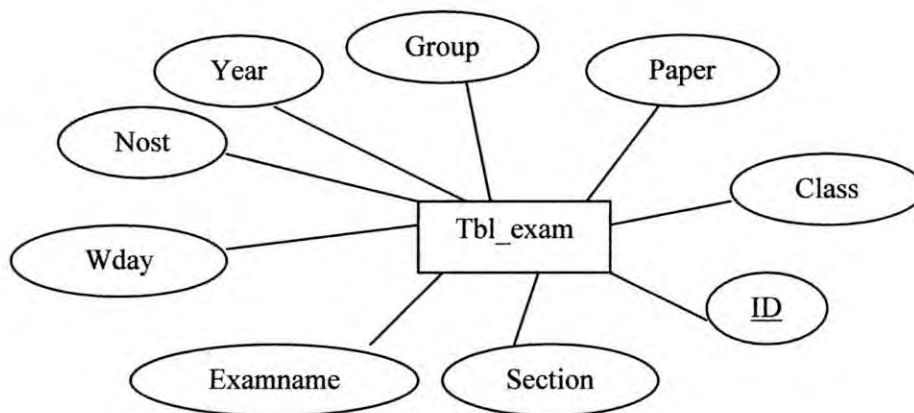 Group
Year
Paper
Nost
Class
Tbl_exam
Wday
ID
Examname
Section